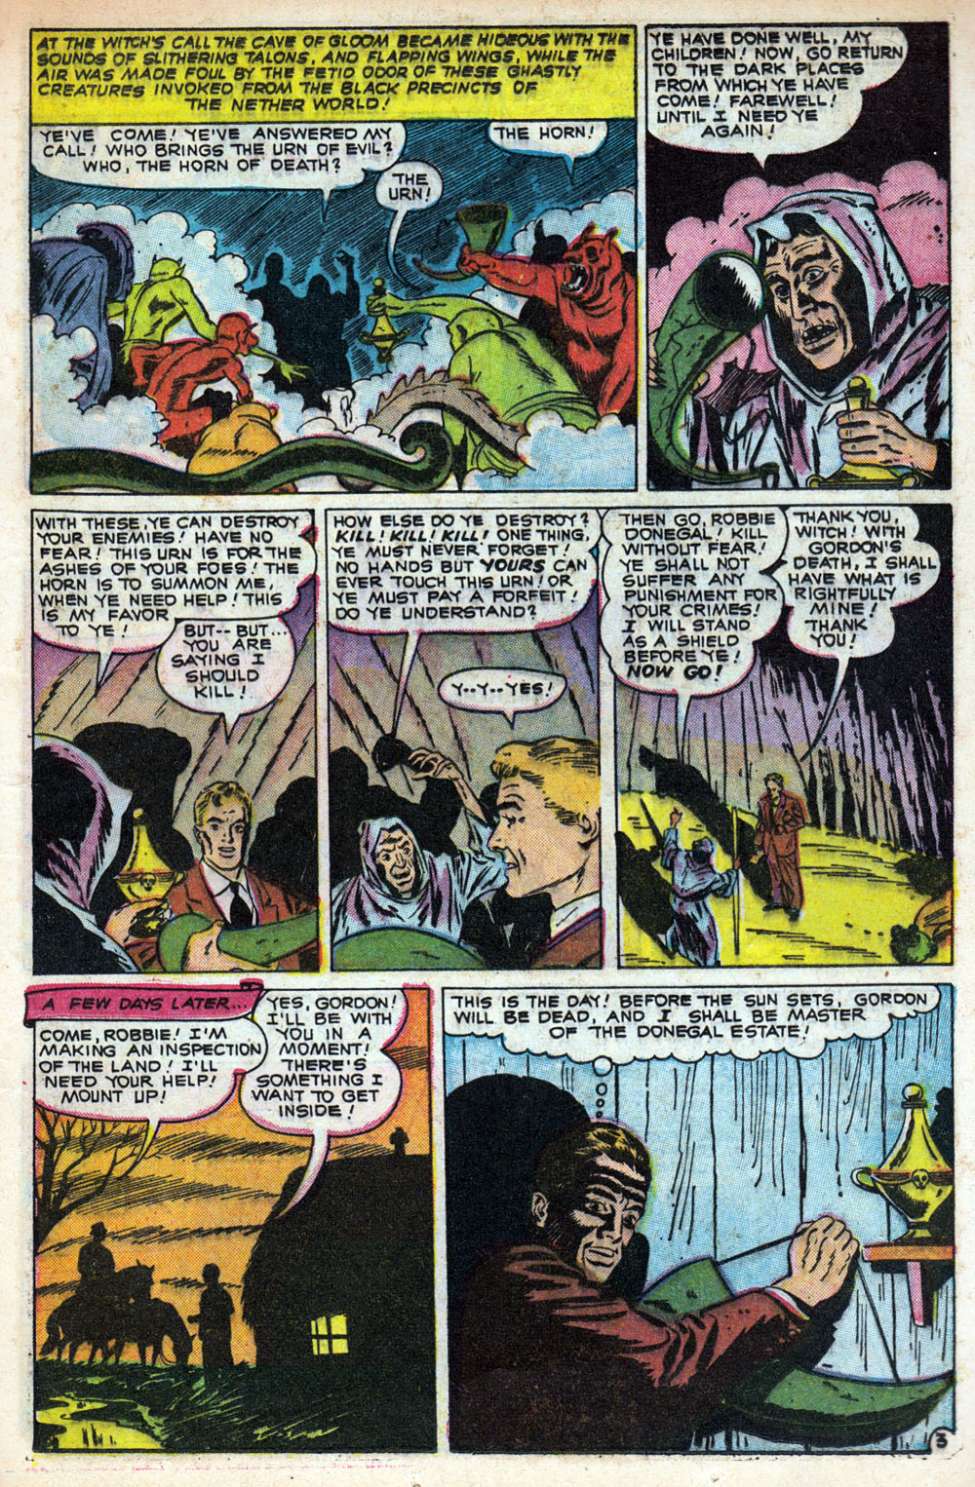 AT THE WITCH'S CALL THE CAVE OF GLOOM BECAME HIDEOUS WITH THE
SOUNDS OF SLITHERING TALONS, AND FLAPPING WINGS, WHILE THE
AIR WAS MADE FOUL BY THE FETID ODOR OF THESE GHASTLY
CREATURES INVOKED FROM THE BLACK PRECINCTS OF
THE NETHER WORLD!
YE'VE COME! YE'VE ANSWERED MY
CALL! WHO BRINGS THE URN OF EVIL?
WHO, THE HORN OF DEATH?
THE
URN!
THE HORN!
YE HAVE DONE WELL, MY
CHILDREN! NOW, GO RETURN
TO THE DARK PLACES
FROM WHICH YE HAVE
COME! FAREWELL!
UNTIL I NEED YE
AGAIN!
WITH THESE, YE CAN DESTROY
YOUR ENEMIES! HAVE NO
FEAR! THIS URN IS FOR THE
ASHES OF YOUR FOES! THE
HORN IS TO SUMMON ME,
WHEN YE NEED HELP! THIS
IS MY FAVOR
TO YE!
BUT-- BUT...
YOU ARE
SAYING I
SHOULD
KILL!
HOW ELSE DO YE DESTROY?
KILL! KILL! KILL! ONE THING,
YE MUST NEVER FORGET!
NO HANDS BUT YOURS CAN
EVER TOUCH THIS URN! OR
YE MUST PAY A FORFEIT!
DO YE UNDERSTAND?
Y--Y--YES!
THEN GO, ROBBIE
DONEGAL! KILL
WITHOUT FEAR!
YE SHALL NOT
SUFFER ANY
PUNISHMENT FOR
YOUR CRIMES!
I WILL STAND
AS A SHIELD
BEFORE YE!
NOW GO!
THANK YOU,
WITCH! WITH
GORDON'S
DEATH, I SHALL
HAVE WHAT IS
RIGHTFULLY
MINE!
THANK
YOU!
A FEW DAYS LATER...
COME, ROBBIE! I'M
MAKING AN INSPECTION
OF THE LAND! I'LL
NEED YOUR HELP!
MOUNT UP!
YES, GORDON!
I'LL BE WITH
YOU IN A
MOMENT!
THERE'S
SOMETHING I
WANT TO GET
INSIDE!
THIS IS THE DAY! BEFORE THE SUN SETS, GORDON
WILL BE DEAD, AND I SHALL BE MASTER
OF THE DONEGAL ESTATE!
3